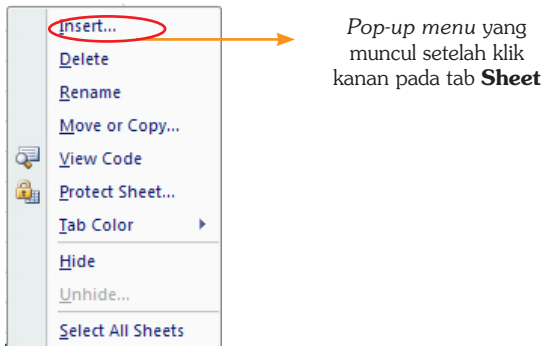 Insert...
Delete
Rename
Move or Copy...
View Code
Protect Sheet...
Tab Color
Hide
Unhide...
Select All Sheets
Pop-up menu yang
muncul setelah klik
kanan pada tab Sheet